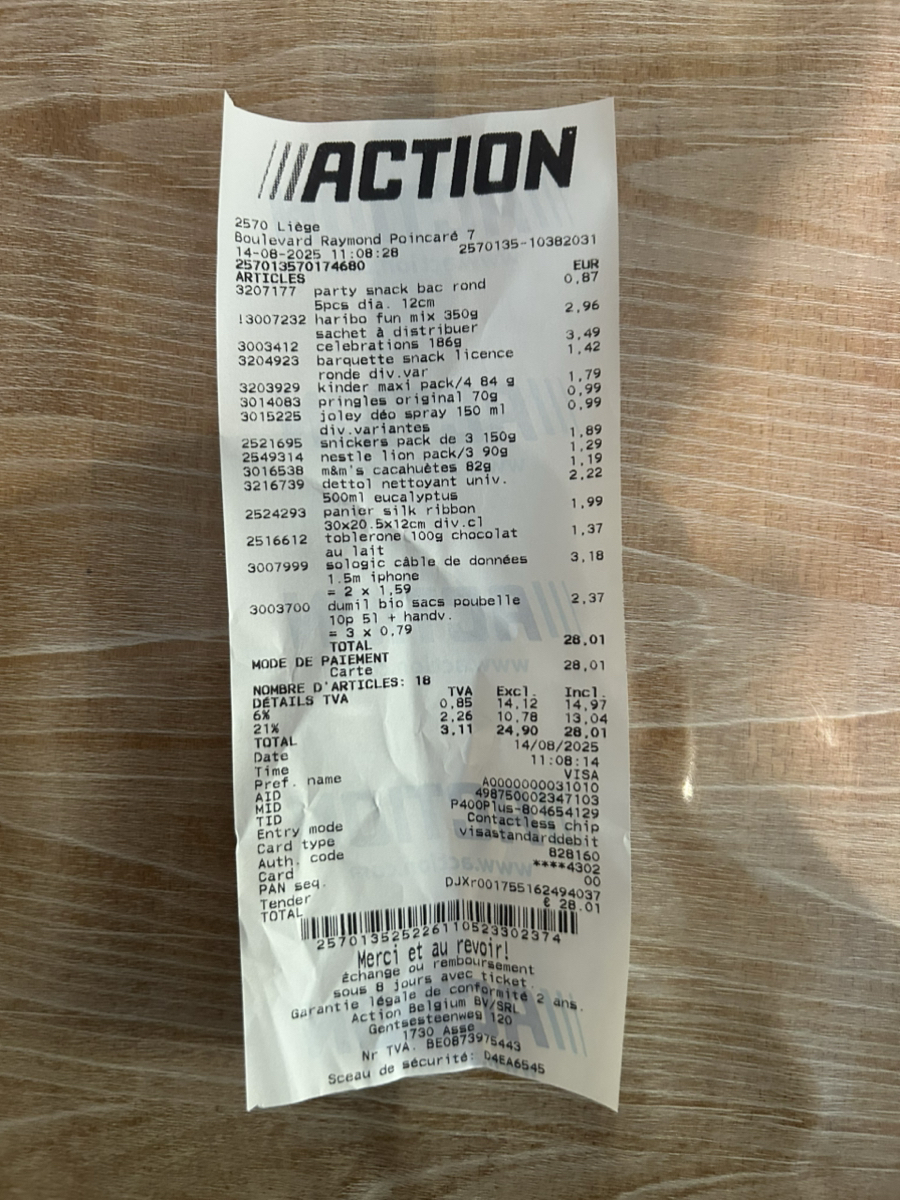 ACTION
2570 Liège
Boulevard Raymond Poincaré 7
14-08-2025 11:08:28 2570135-10382031
257013570174680 EUR
ARTICLES 0,87
3207177 party snack bac rond
5pcs dia. 12cm 2,96
!3007232 haribo fun mix 350g
sachet à distribuer 3,49
3003412 celebrations 186g 1,42
3204923 barquette snack licence
ronde div.var 1,79
3203929 kinder maxi pack/4 84 g 0,99
3014083 pringles original 70g 0,99
3015225 joley déo spray 150 ml
div.variantes 1,89
2521695 snickers pack de 3 150g 1,29
2549314 nestle lion pack/3 90g 1,19
3016538 m&m's cacahuètes 82g 2,22
3216739 dettol nettoyant univ.
500ml eucalyptus 1,99
2524293 panier silk ribbon
30x20.5x12cm div.cl 1,37
2516612 toblerone 100g chocolat
au lait 3,18
3007999 sologic câble de données
1.5m iphone
= 2 x 1,59 2,37
3003700 dumil bio sacs poubelle
10p 5l + handv.
= 3 x 0,79
TOTAL 28,01
MODE DE PAIEMENT
Carte 28,01
NOMBRE D'ARTICLES: 18
DÉTAILS TVA TVA Excl. Incl.
6% 0,85 14,12 14,97
21% 2,26 10,78 13,04
TOTAL 3,11 24,90 28,01
Date 14/08/2025
Time 11:08:14
Pref. name VISA
AID A0000000031010
MID 498750002347103
TID P400Plus-804654129
Entry mode Contactless chip
Card type visastandarddebit
Auth. code 828160
Card ****4302
PAN seq. 00
Tender DJXr001755162494037
TOTAL € 28.01
257013525226110523302374
Merci et au revoir!
Échange ou remboursement
sous 8 jours avec ticket.
Garantie légale de conformité 2 ans.
Action Belgium BV/SRL
Gentsesteenweg 120
1730 Asse
Nr TVA. BE0873975443
Sceau de sécurité: D4EA6545